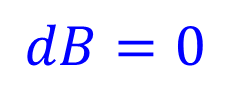 dB = 0